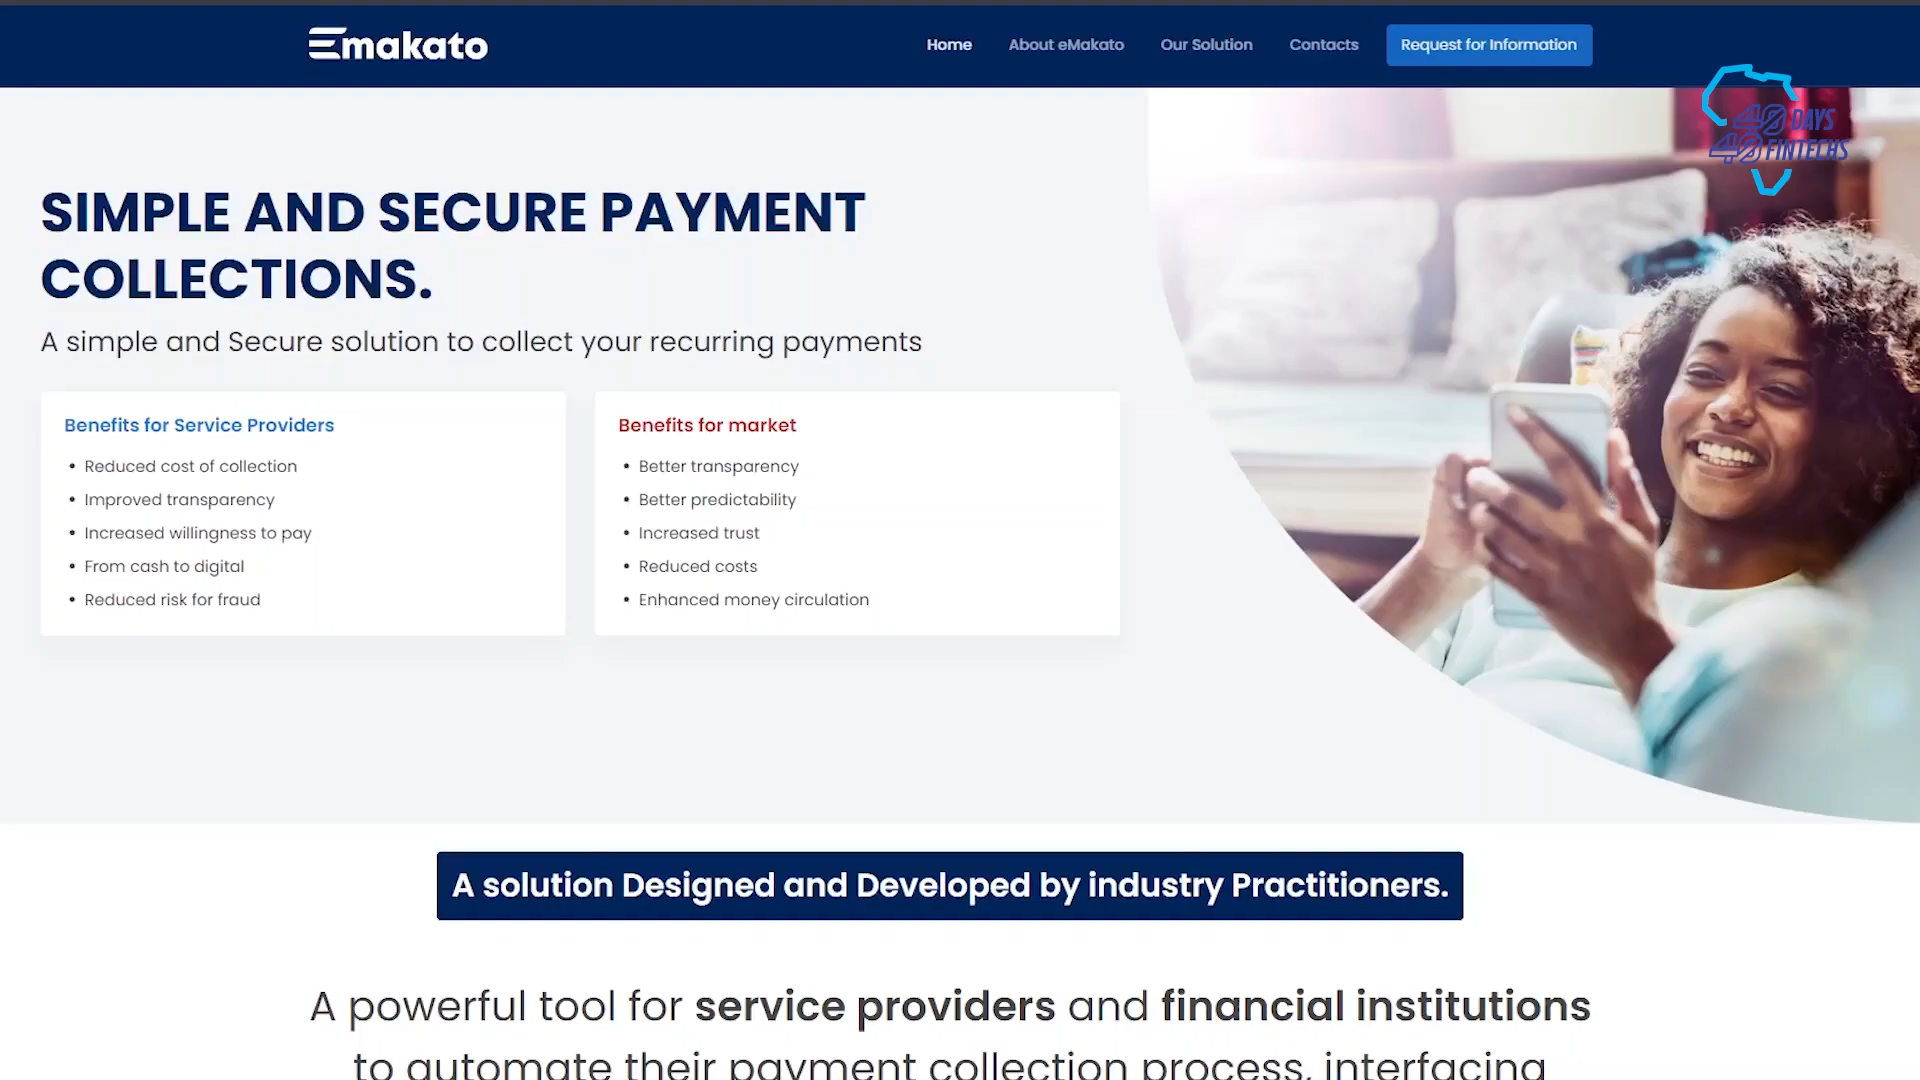 Emakato
Home About eMakato Our Solution Contacts Request for Information
40 DAYS
40 FINTECHS
SIMPLE AND SECURE PAYMENT
COLLECTIONS.
A simple and Secure solution to collect your recurring payments
Benefits for Service Providers
• Reduced cost of collection
• Improved transparency
• Increased willingness to pay
• From cash to digital
• Reduced risk for fraud
Benefits for market
• Better transparency
• Better predictability
• Increased trust
• Reduced costs
• Enhanced money circulation
A solution Designed and Developed by industry Practitioners.
A powerful tool for service providers and financial institutions
to automate their payment collection process, interfacing